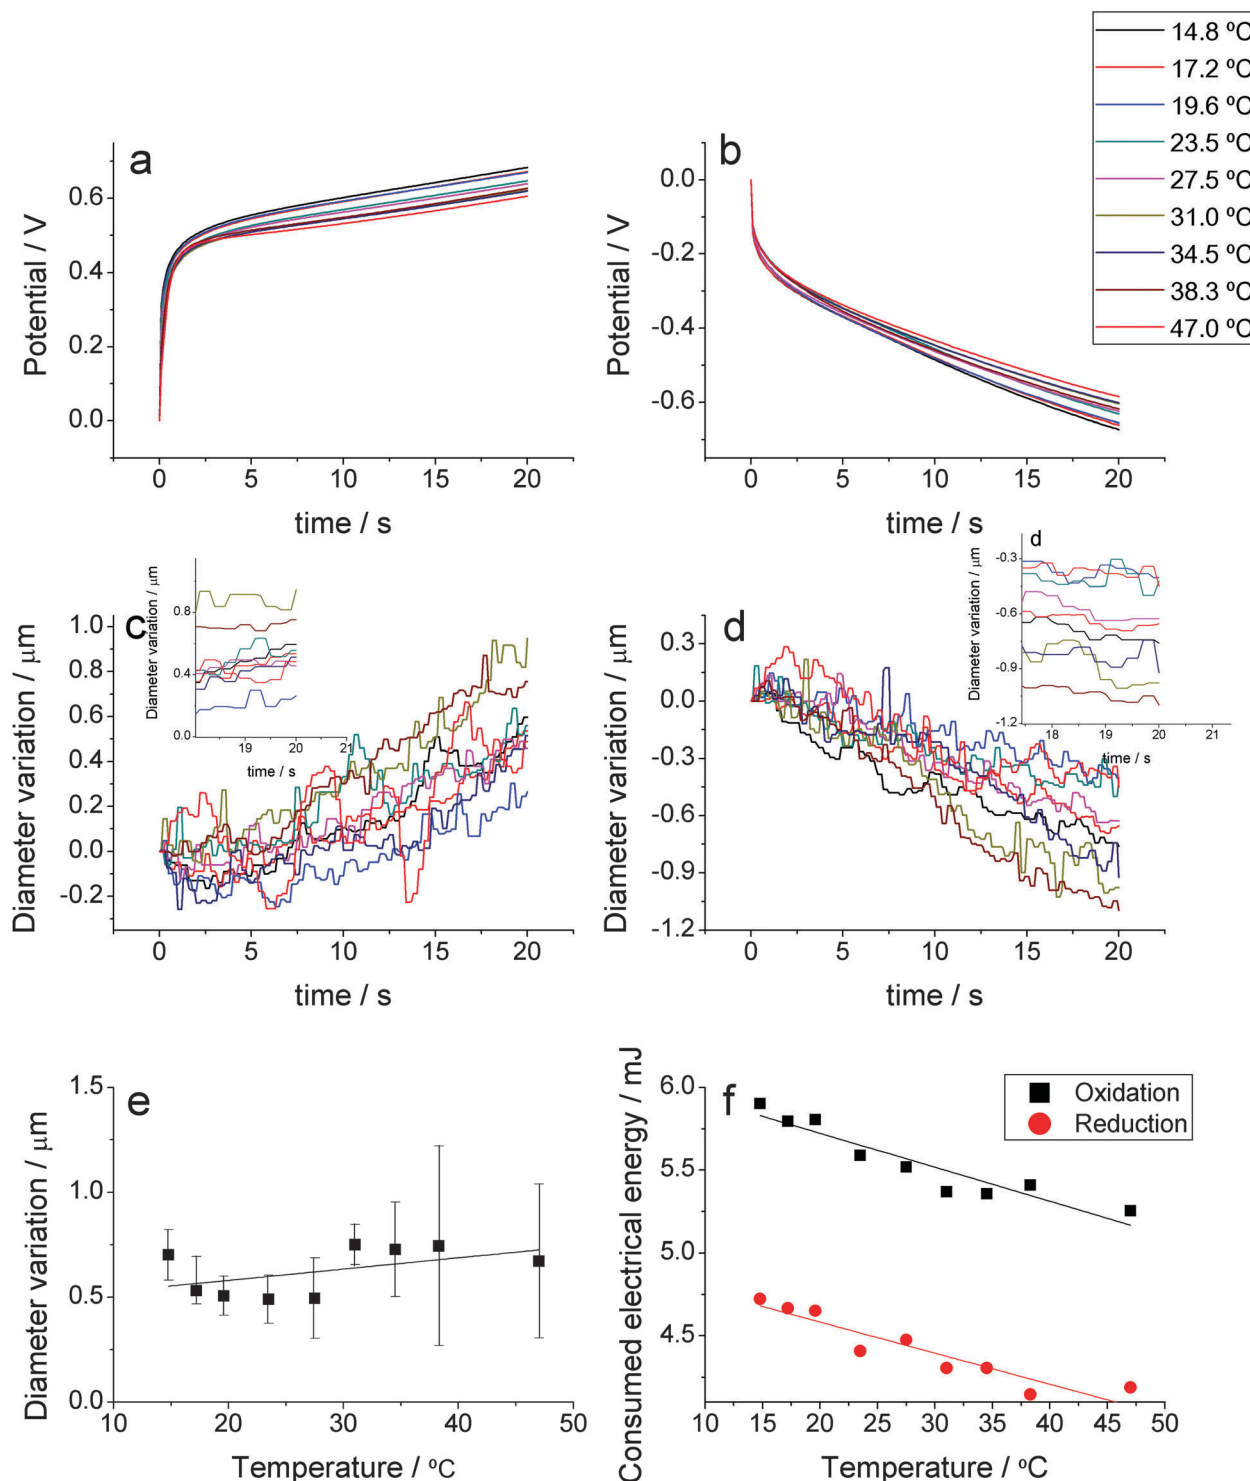 14.8 ºC
17.2 ºC
19.6 ºC
23.5 ºC
27.5 ºC
31.0 ºC
34.5 ºC
38.3 ºC
47.0 ºC
a
Potential / V
0.6
0.4
0.2
0.0
0 5 10 15 20
time / s
b
Potential / V
0.0
-0.2
-0.4
-0.6
0 5 10 15 20
time / s
c
Diameter variation / μm
1.0
0.8
0.6
0.4
0.2
0.0
-0.2
0 5 10 15 20
time / s
Diameter variation / μm
0.8
0.4
0.0
19 20 21
time / s
d
Diameter variation / μm
0.3
0.0
-0.3
-0.6
-0.9
-1.2
0 5 10 15 20
time / s
d
Diameter variation / μm
-0.3
-0.6
-0.9
-1.2
18 19 20 21
time / s
e
Diameter variation / μm
1.5
1.0
0.5
0.0
10 20 30 40 50
Temperature / ºC
f
Consumed electrical energy / mJ
6.0
5.5
5.0
4.5
10 15 20 25 30 35 40 45 50
Temperature / ºC
Oxidation
Reduction